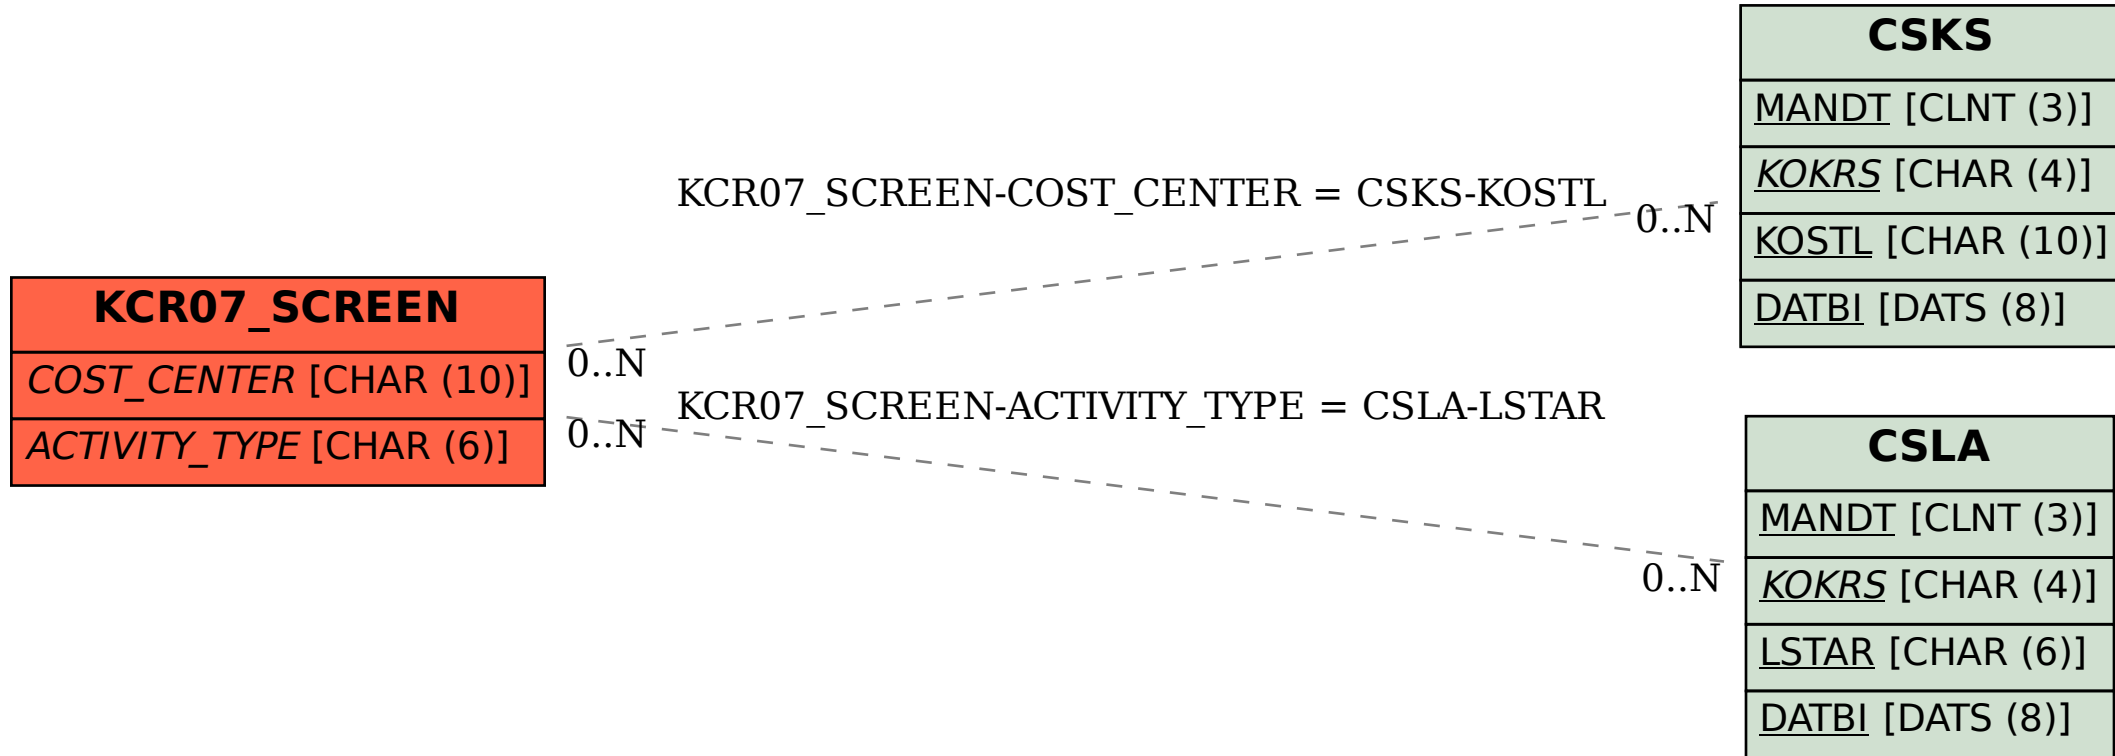 KCR07_SCREEN
COST_CENTER [CHAR (10)]
ACTIVITY_TYPE [CHAR (6)]
KCR07_SCREEN-COST_CENTER = CSKS-KOSTL
0..N
0..N
KCR07_SCREEN-ACTIVITY_TYPE = CSLA-LSTAR
0..N
0..N
CSKS
MANDT [CLNT (3)]
KOKRS [CHAR (4)]
KOSTL [CHAR (10)]
DATBI [DATS (8)]
CSLA
MANDT [CLNT (3)]
KOKRS [CHAR (4)]
LSTAR [CHAR (6)]
DATBI [DATS (8)]